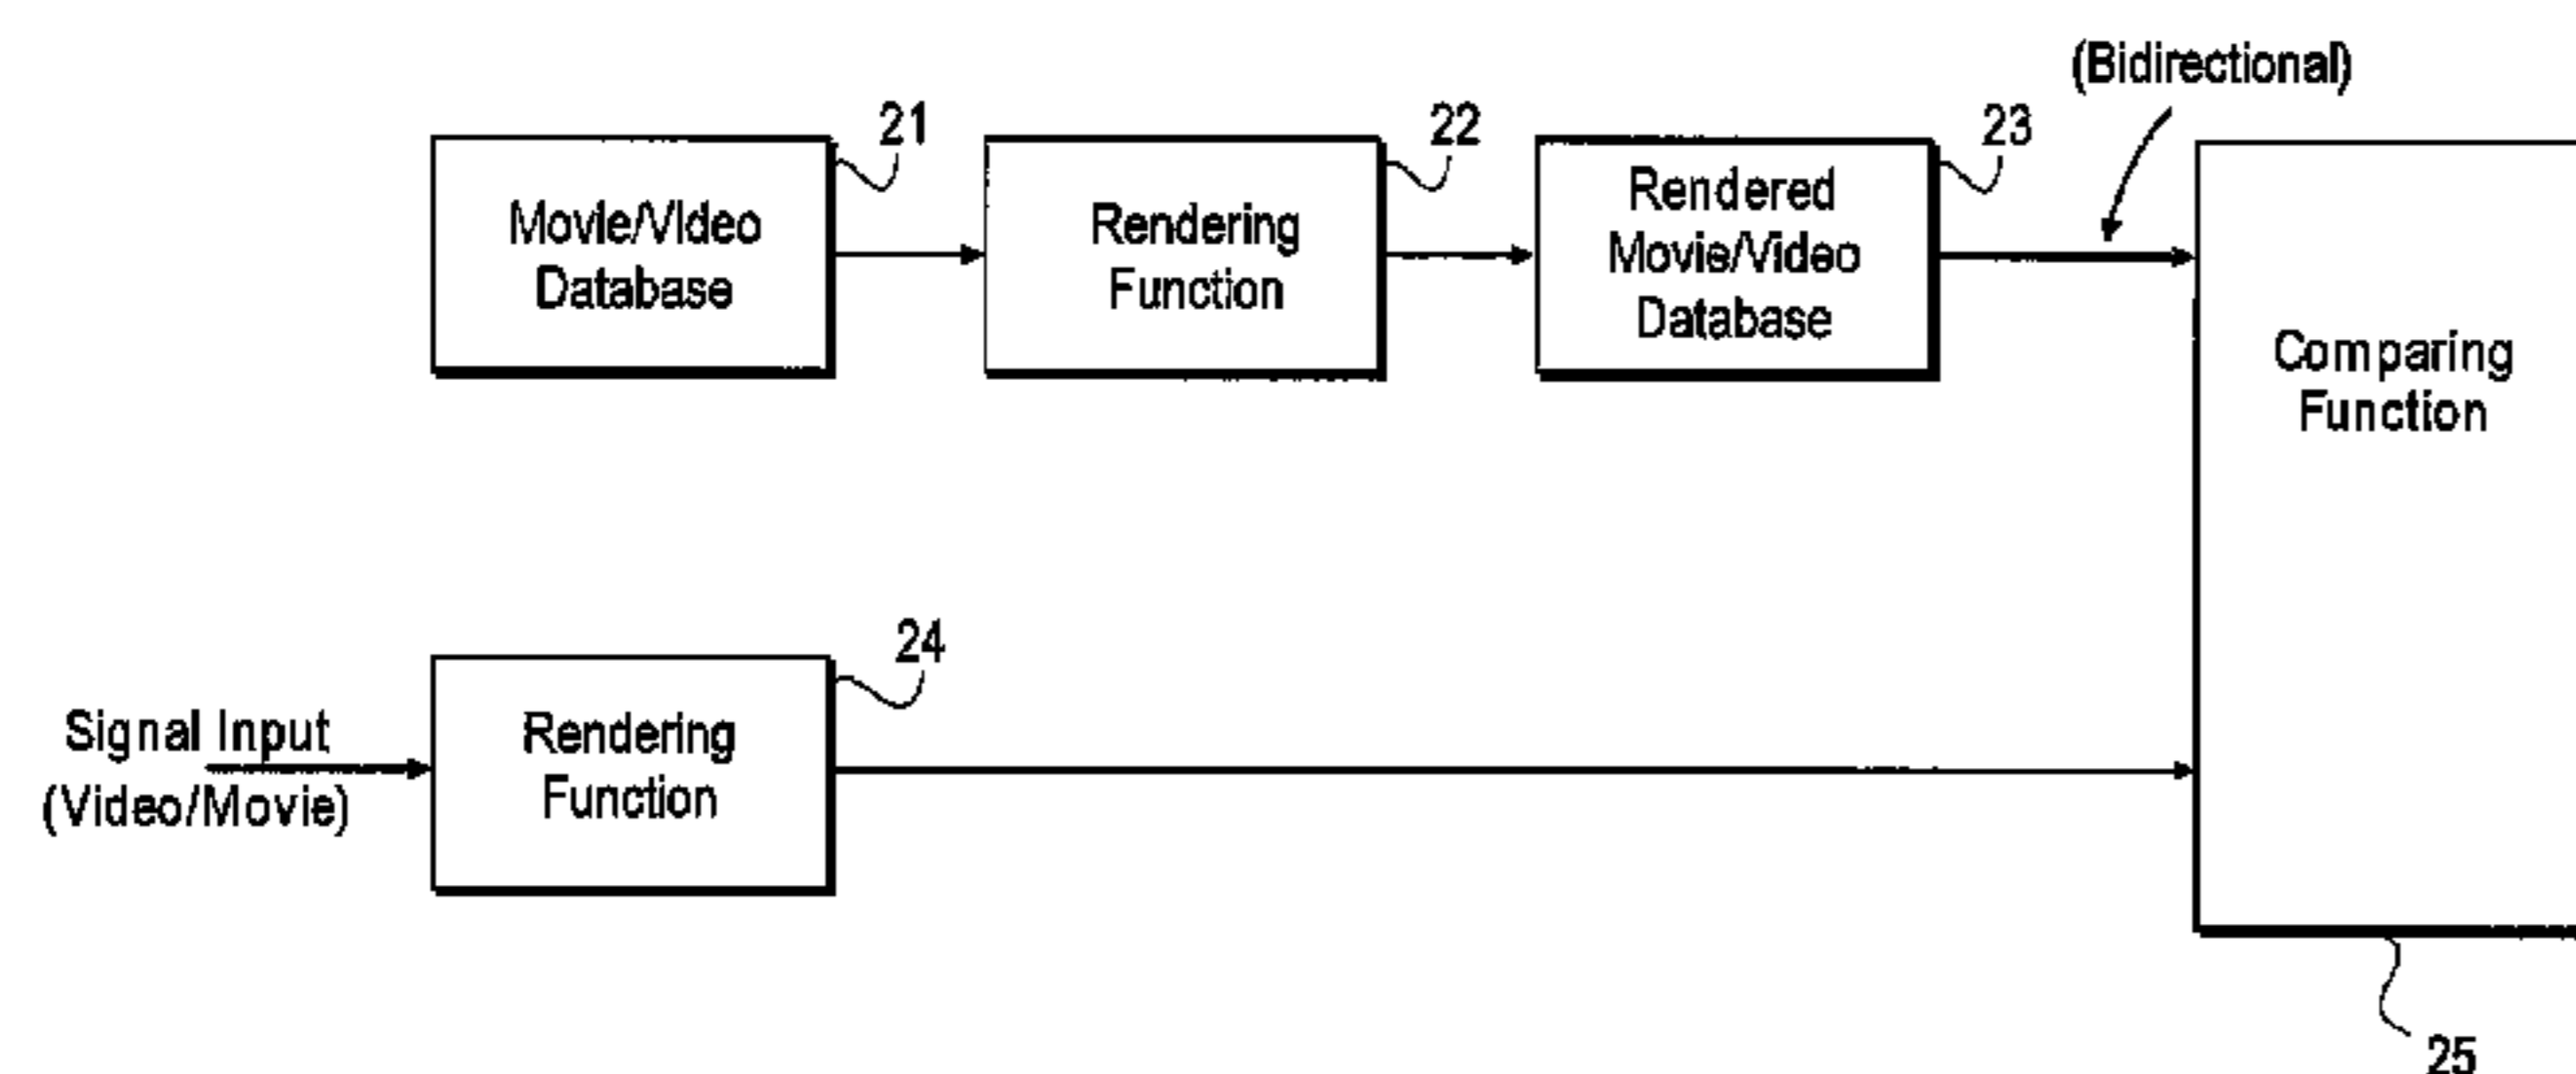 (Bidirectional)
21
22
23
Movie/Video
Database
Rendering
Function
Rendered
Movie/Video
Database
Comparing
Function
24
Signal Input
(Video/Movie)
Rendering
Function
25